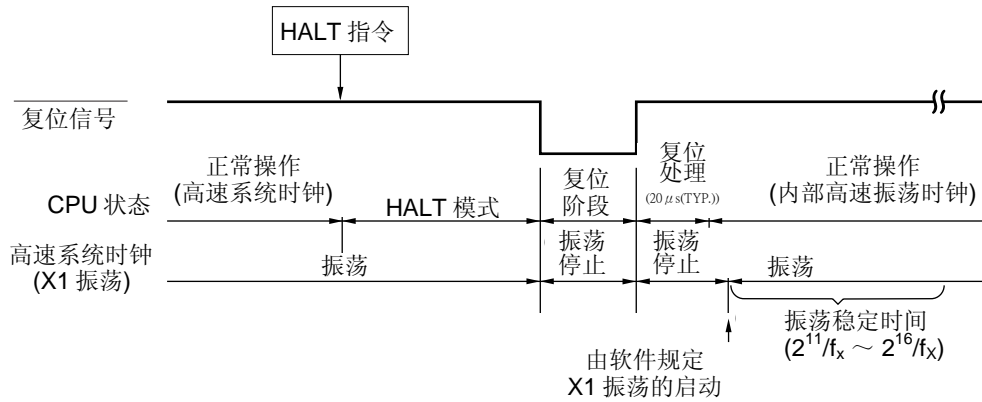 HALT 指令
复位信号
正常操作
(高速系统时钟)
复位
阶段
复位
处理
(20μs(TYP.))
正常操作
(内部高速振荡时钟)
CPU 状态
HALT 模式
高速系统时钟
(X1 振荡)
振荡
振荡
停止
振荡
停止
振荡
振荡稳定时间
(2¹¹/fx ～ 2¹⁶/fX)
由软件规定
X1 振荡的启动